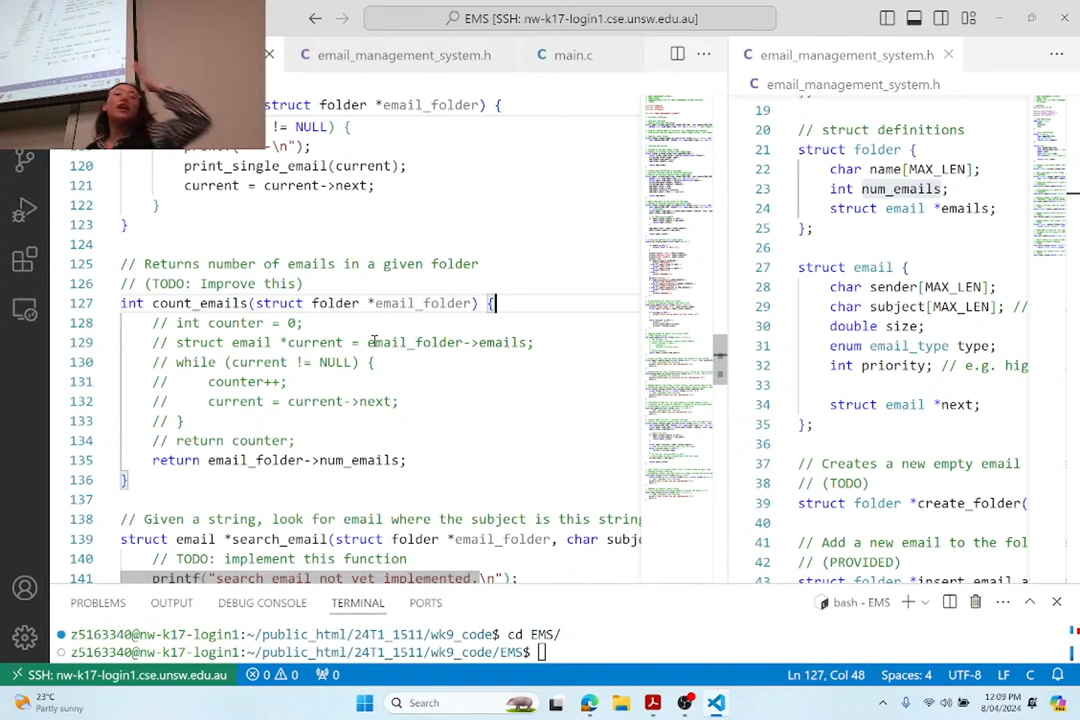 EMS [SSH: nw-k17-login1.cse.unsw.edu.au]
email_management_system.h
main.c
email_management_system.h
email_management_system.h
struct folder *email_folder) {
!= NULL) {
\n");
120 print_single_email(current);
121 current = current->next;
122 }
123 }
124
125 // Returns number of emails in a given folder
126 // (TODO: Improve this)
127 int count_emails(struct folder *email_folder) {
128 // int counter = 0;
129 // struct email *current = email_folder->emails;
130 // while (current != NULL) {
131 // counter++;
132 // current = current->next;
133 // }
134 // return counter;
135 return email_folder->num_emails;
136 }
137
138 // Given a string, look for email where the subject is this string
139 struct email *search_email(struct folder *email_folder, char subje
140 // TODO: implement this function
141 printf("search email not yet implemented.\n");
19
20 // struct definitions
21 struct folder {
22 char name[MAX_LEN];
23 int num_emails;
24 struct email *emails;
25 };
26
27 struct email {
28 char sender[MAX_LEN];
29 char subject[MAX_LEN]; //
30 double size;
31 enum email_type type;
32 int priority; // e.g. hig
33
34 struct email *next;
35 };
36
37 // Creates a new empty email
38 // (TODO)
39 struct folder *create_folder(
40
41 // Add a new email to the fol
42 // (PROVIDED)
43 struct folder *insert_email_a
PROBLEMS OUTPUT DEBUG CONSOLE TERMINAL PORTS
bash - EMS
z5163340@nw-k17-login1:~/public_html/24T1_1511/wk9_code$ cd EMS/
z5163340@nw-k17-login1:~/public_html/24T1_1511/wk9_code/EMS$
SSH: nw-k17-login1.cse.unsw.edu.au 0 0 0 Ln 127, Col 48 Spaces: 4 UTF-8 LF C
23°C
Partly sunny
Search
12:09 PM
8/04/2024